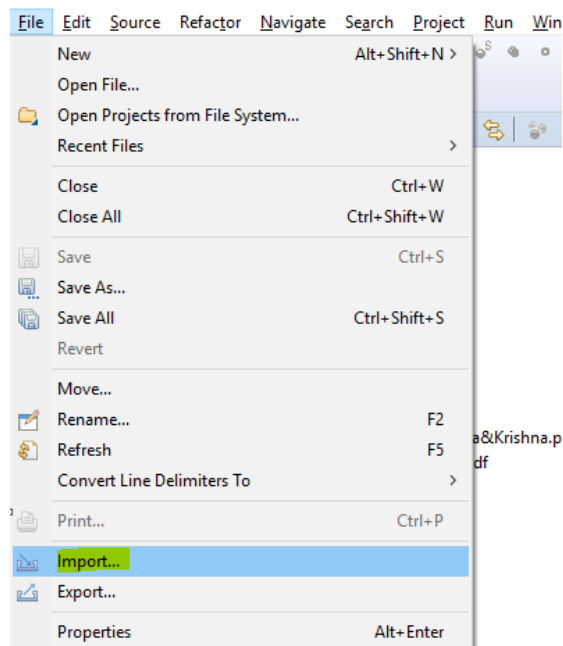 File Edit Source Refactor Navigate Search Project Run Win
New Alt+Shift+N >
Open File...
Open Projects from File System...
Recent Files >
Close Ctrl+W
Close All Ctrl+Shift+W
Save Ctrl+S
Save As...
Save All Ctrl+Shift+S
Revert
Move...
Rename... F2
a&Krishna.p
Refresh F5
df
Convert Line Delimiters To >
Print... Ctrl+P
Import...
Export...
Properties Alt+Enter